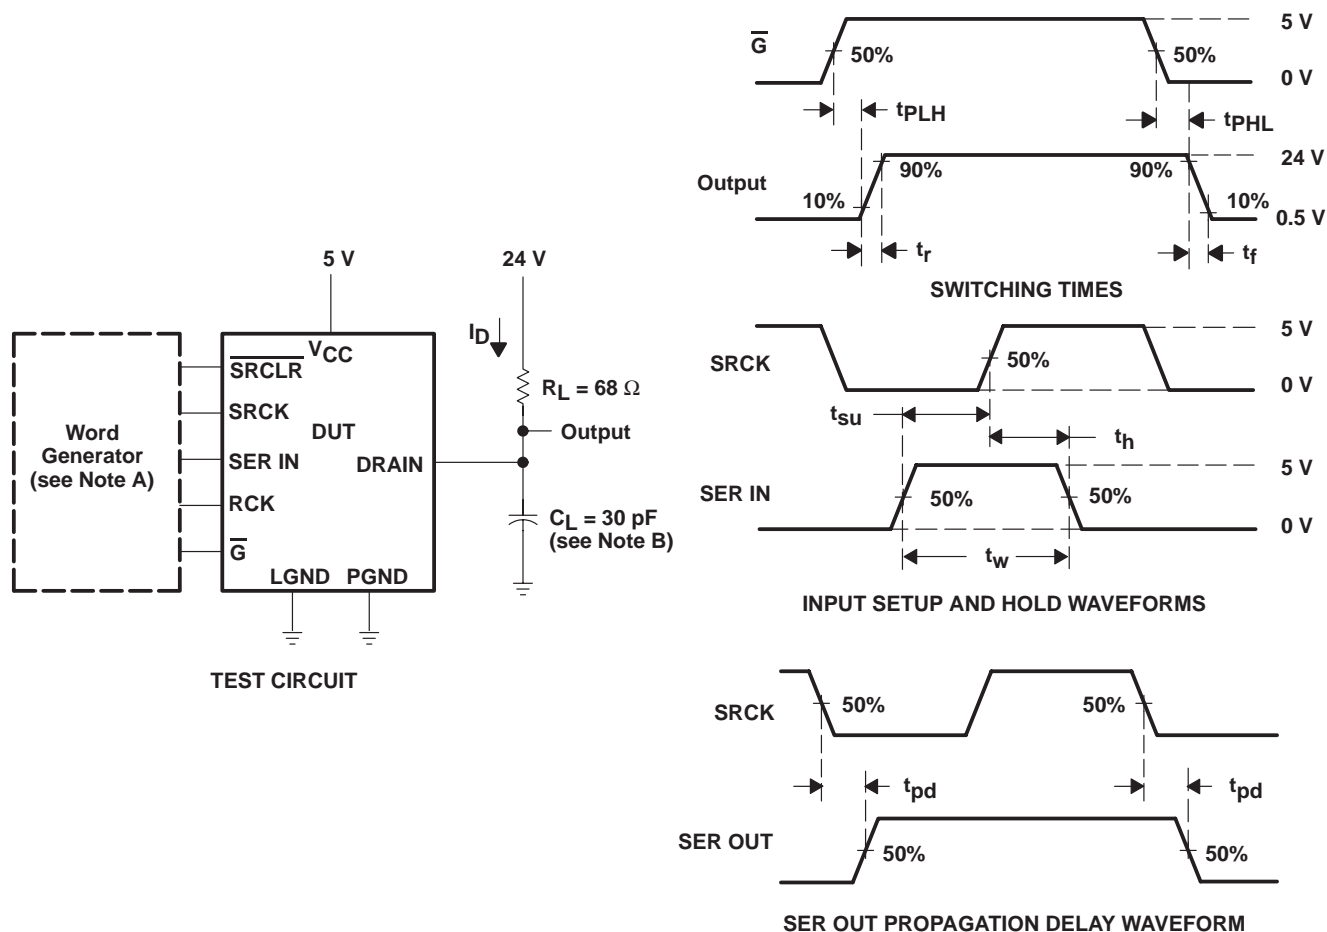 5 V
24 V
I_D
V_CC
SRCLR
SRCK
DUT
SER IN
RCK
G
DRAIN
LGND PGND
Word
Generator
(see Note A)
R_L = 68 Ω
Output
C_L = 30 pF
(see Note B)
TEST CIRCUIT
G
50%
50%
5 V
0 V
t_PLH
t_PHL
Output
10%
90%
90%
10%
24 V
0.5 V
t_r
t_f
SWITCHING TIMES
SRCK
50%
5 V
0 V
t_su
t_h
SER IN
50%
50%
5 V
0 V
t_w
INPUT SETUP AND HOLD WAVEFORMS
SRCK
50%
50%
t_pd
t_pd
SER OUT
50%
50%
SER OUT PROPAGATION DELAY WAVEFORM